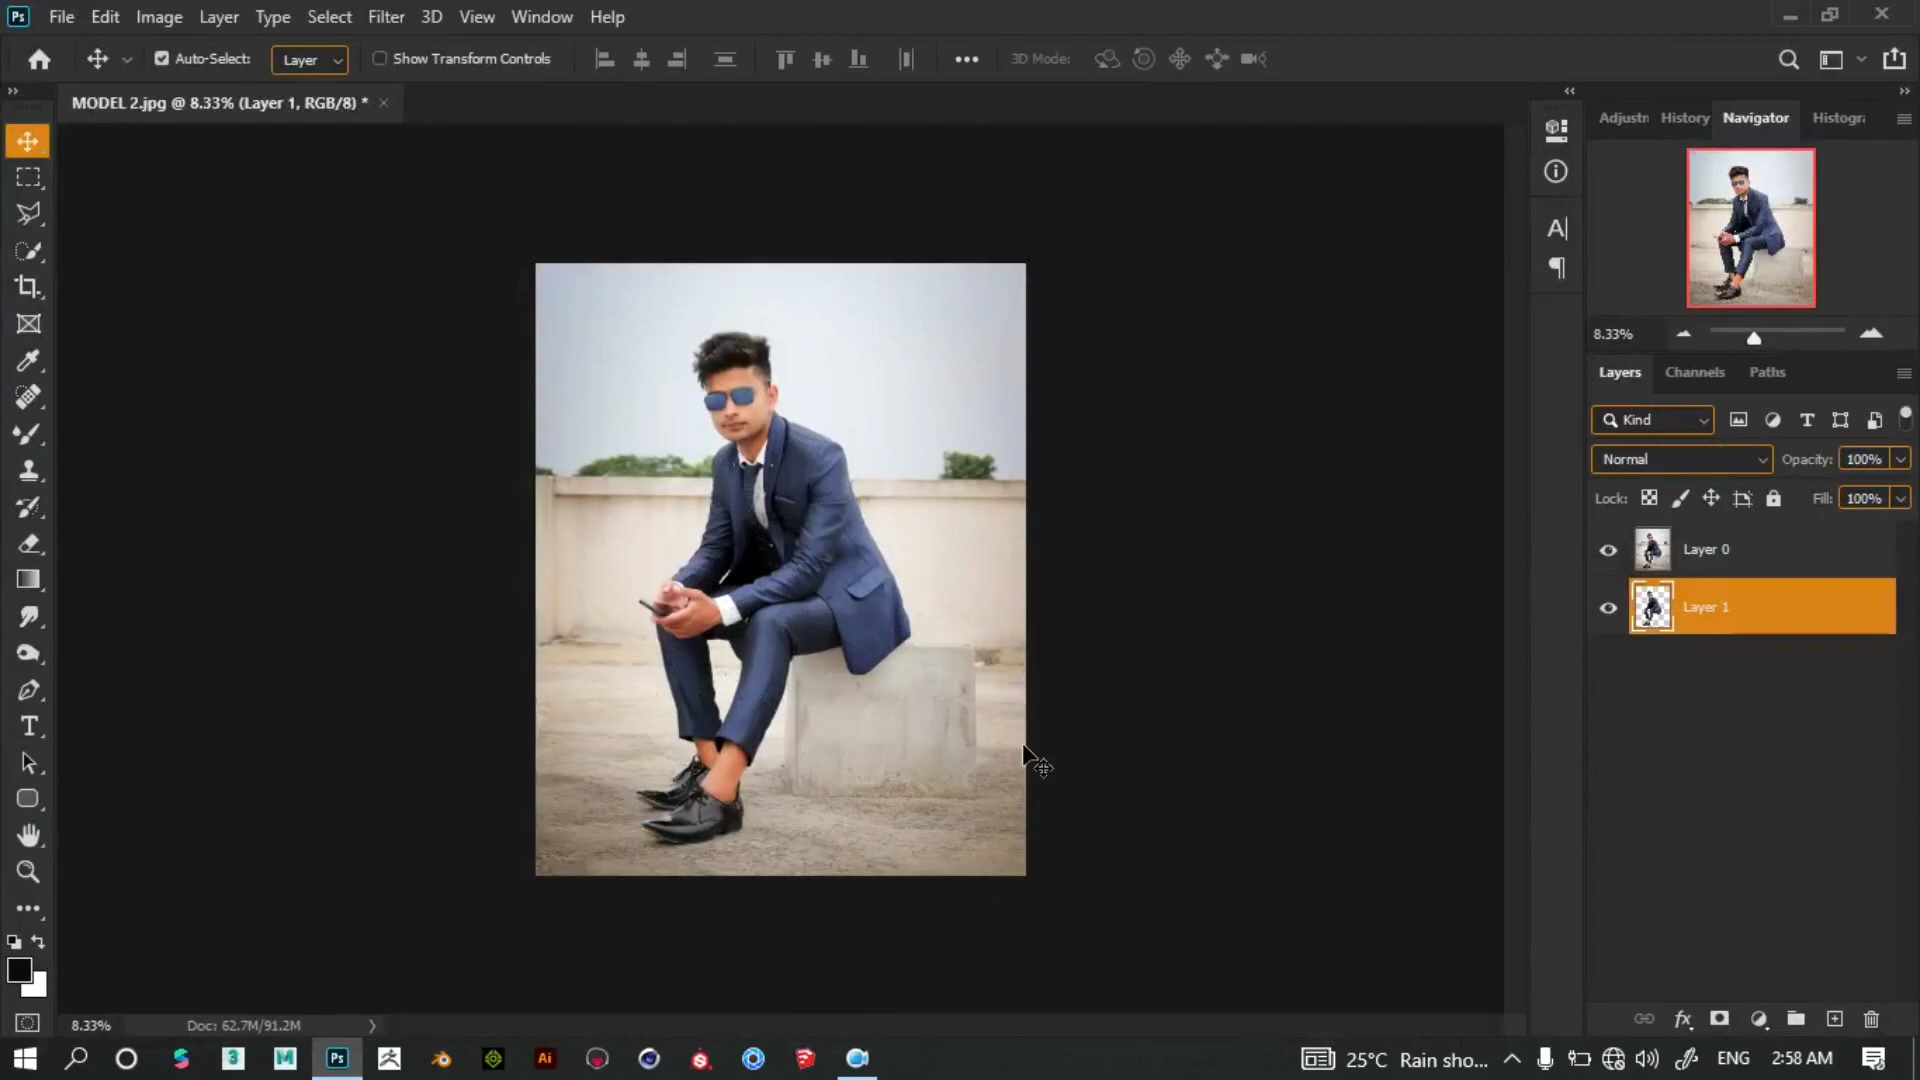 Ps File Edit Image Layer Type Select Filter 3D View Window Help
Auto-Select: Layer Show Transform Controls 3D Mode:
MODEL 2.jpg @ 8.33% (Layer 1, RGB/8) *
Adjustn History Navigator Histogra
8.33%
Layers Channels Paths
Kind
Normal Opacity: 100%
Lock: Fill: 100%
Layer 0
Layer 1
8.33% Doc: 62.7M/91.2M
Ps Ai 25°C Rain sho... ENG 2:58 AM